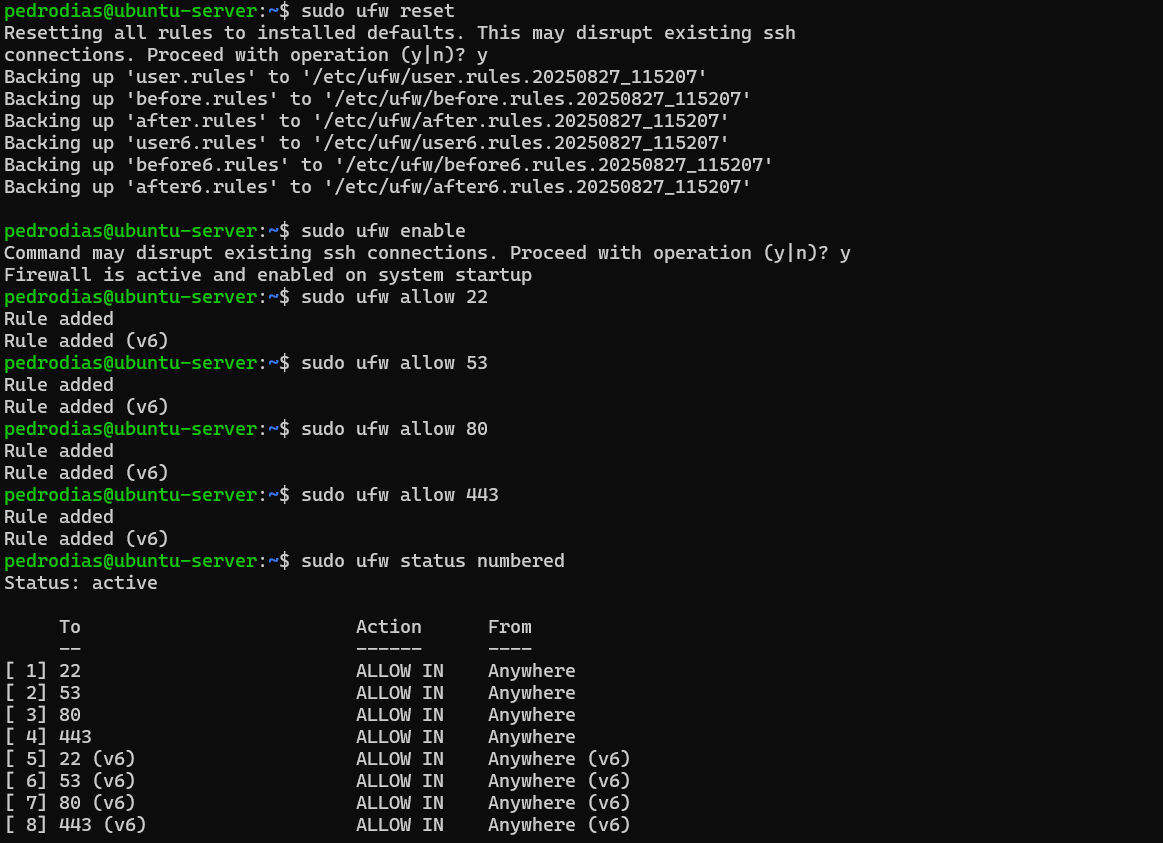 pedrodias@ubuntu-server:~$ sudo ufw reset
Resetting all rules to installed defaults. This may disrupt existing ssh
connections. Proceed with operation (y|n)? y
Backing up 'user.rules' to '/etc/ufw/user.rules.20250827_115207'
Backing up 'before.rules' to '/etc/ufw/before.rules.20250827_115207'
Backing up 'after.rules' to '/etc/ufw/after.rules.20250827_115207'
Backing up 'user6.rules' to '/etc/ufw/user6.rules.20250827_115207'
Backing up 'before6.rules' to '/etc/ufw/before6.rules.20250827_115207'
Backing up 'after6.rules' to '/etc/ufw/after6.rules.20250827_115207'

pedrodias@ubuntu-server:~$ sudo ufw enable
Command may disrupt existing ssh connections. Proceed with operation (y|n)? y
Firewall is active and enabled on system startup
pedrodias@ubuntu-server:~$ sudo ufw allow 22
Rule added
Rule added (v6)
pedrodias@ubuntu-server:~$ sudo ufw allow 53
Rule added
Rule added (v6)
pedrodias@ubuntu-server:~$ sudo ufw allow 80
Rule added
Rule added (v6)
pedrodias@ubuntu-server:~$ sudo ufw allow 443
Rule added
Rule added (v6)
pedrodias@ubuntu-server:~$ sudo ufw status numbered
Status: active

     To                         Action      From
     --                         ------      ----
[ 1] 22                         ALLOW IN    Anywhere
[ 2] 53                         ALLOW IN    Anywhere
[ 3] 80                         ALLOW IN    Anywhere
[ 4] 443                        ALLOW IN    Anywhere
[ 5] 22 (v6)                    ALLOW IN    Anywhere (v6)
[ 6] 53 (v6)                    ALLOW IN    Anywhere (v6)
[ 7] 80 (v6)                    ALLOW IN    Anywhere (v6)
[ 8] 443 (v6)                   ALLOW IN    Anywhere (v6)